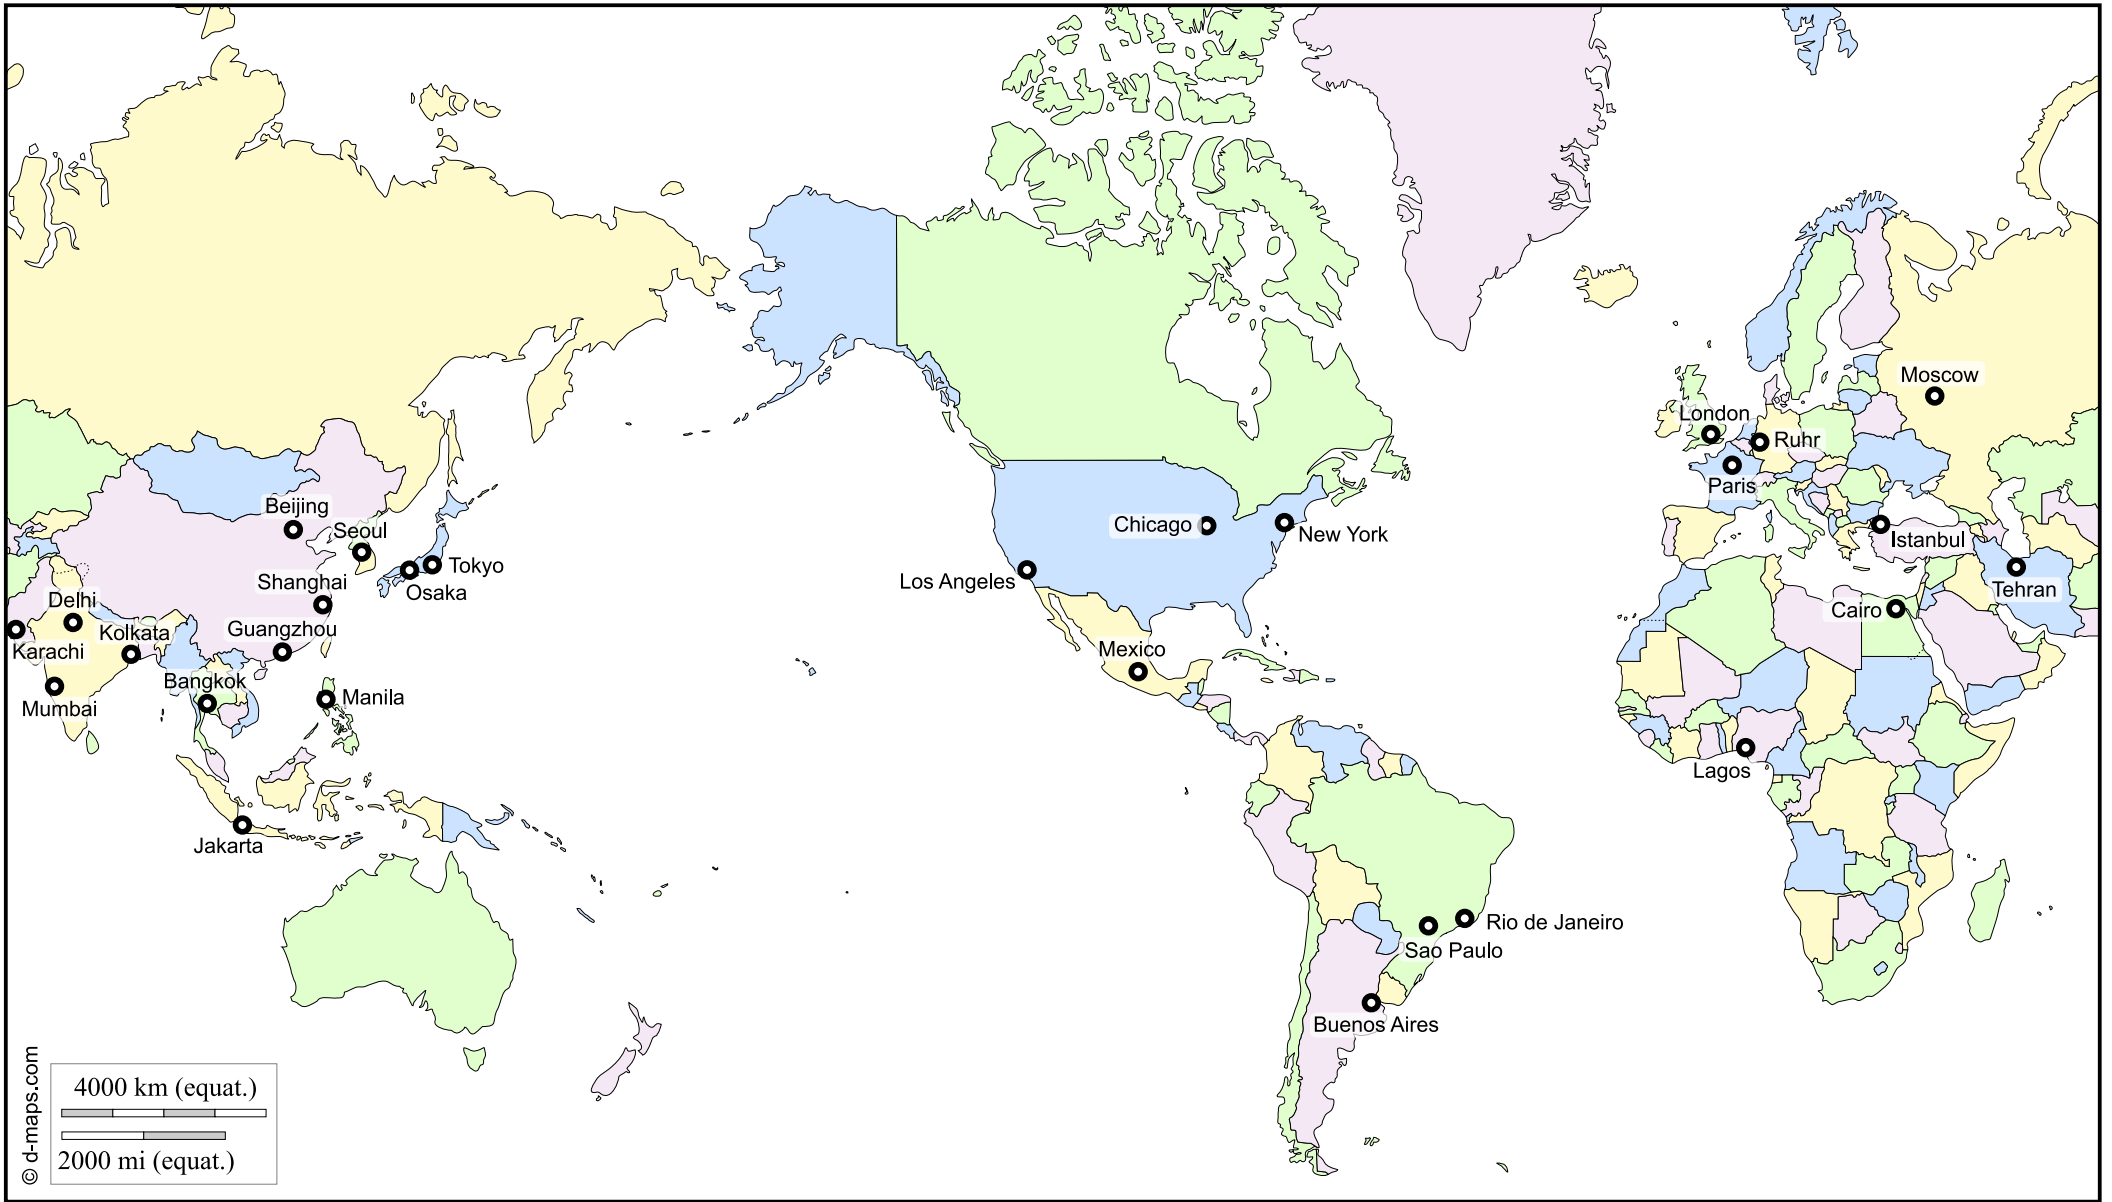 Moscow
London
Ruhr
Paris
Beijing
Seoul
Chicago
New York
Istanbul
Tokyo
Shanghai
Osaka
Los Angeles
Tehran
Delhi
Cairo
Kolkata
Guangzhou
Karachi
Mexico
Bangkok
Manila
Mumbai
Lagos
Jakarta
Rio de Janeiro
Sao Paulo
Buenos Aires
4000 km (equat.)
2000 mi (equat.)
© d-maps.com